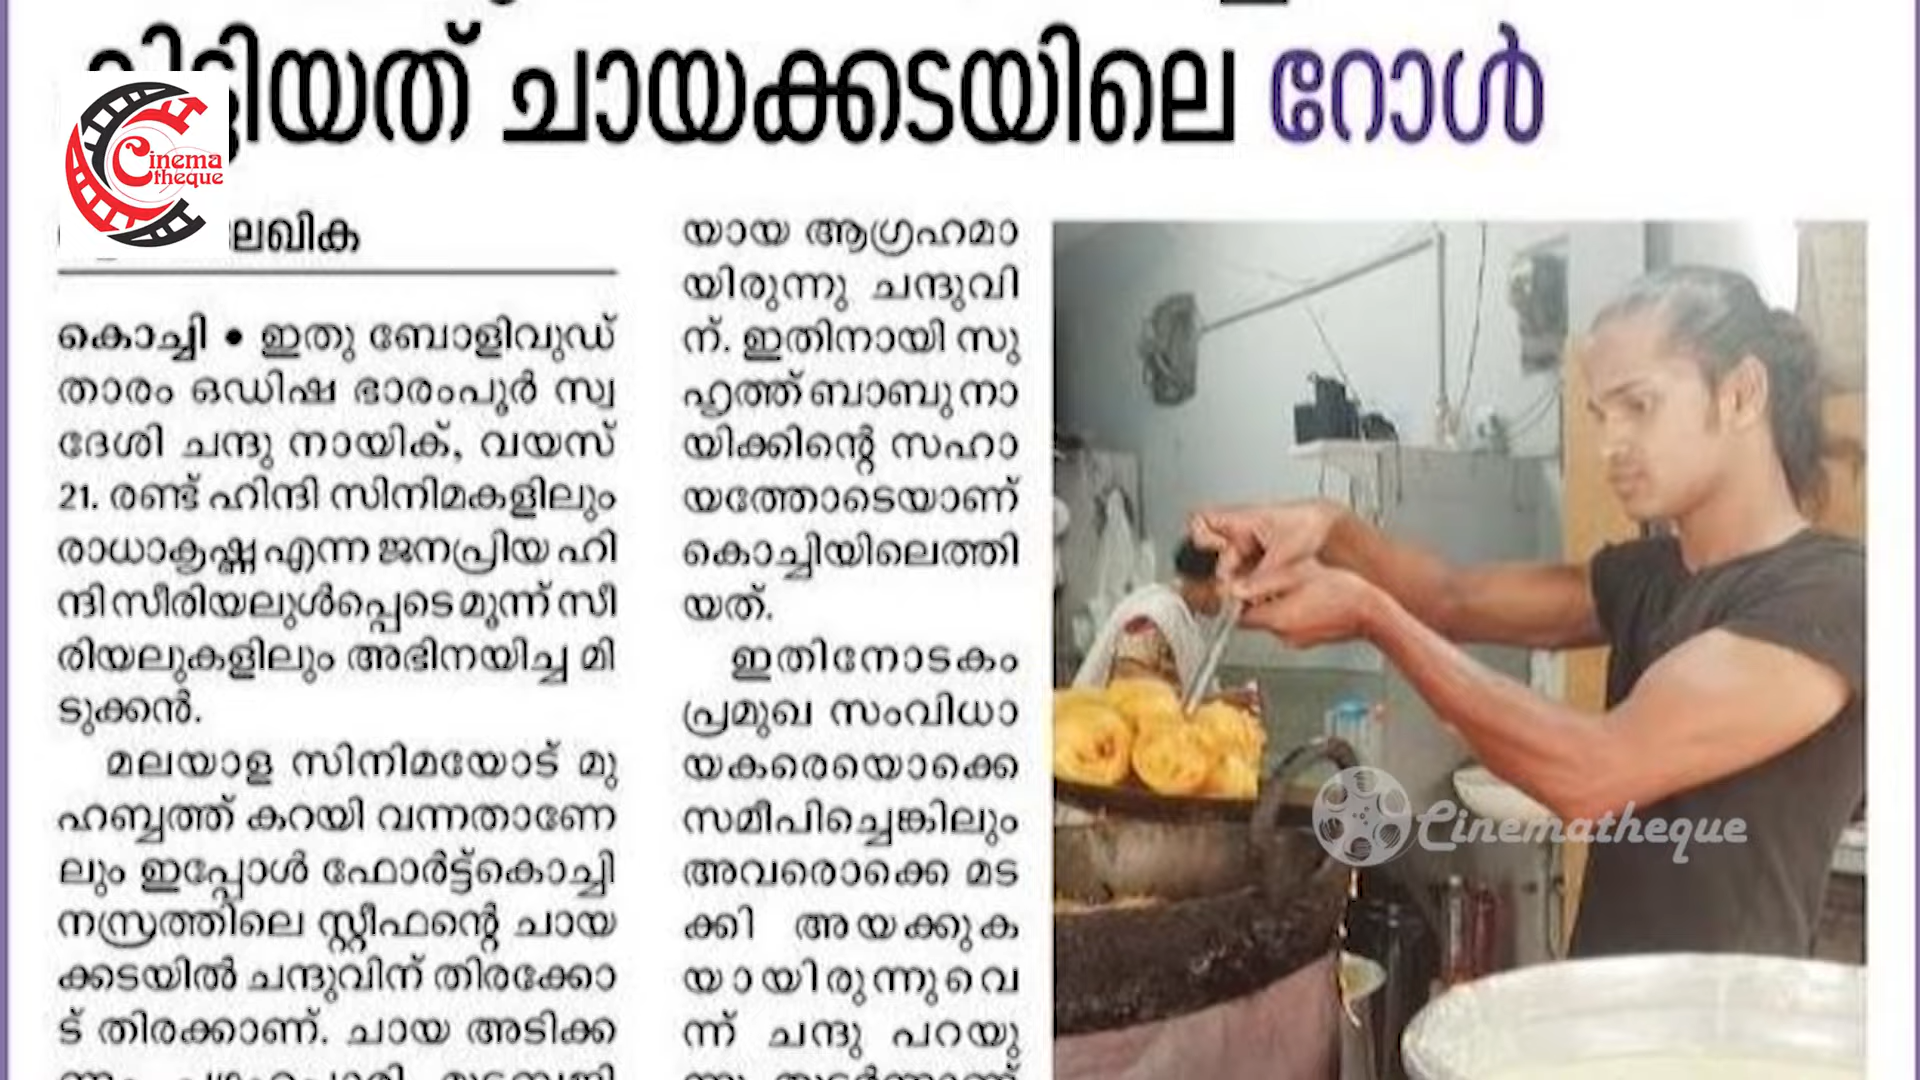 ചായക്കടയിലെ റോൾ
Cinema
theque
കൊച്ചി • ഇതു ബോളിവുഡ്
താരം ഒഡിഷ ഭാരംപൂർ സ്വ
ദേശി ചന്ദു നായിക്, വയസ്
21. രണ്ട് ഹിന്ദി സിനിമകളിലും
രാധാകൃഷ്ണ എന്ന ജനപ്രിയ ഹി
ന്ദി സീരിയലുൾപ്പെടെ മൂന്ന് സീ
രിയലുകളിലും അഭിനയിച്ച മി
ടുക്കൻ.
മലയാള സിനിമയോട് മു
ഹബ്ബത്ത് കറയി വന്നതാണേ
ലും ഇപ്പോൾ ഫോർട്ട്കൊച്ചി
നസ്രത്തിലെ സ്റ്റീഫന്റെ ചായ
ക്കടയിൽ ചന്ദുവിന് തിരക്കോ
ട് തിരക്കാണ്. ചായ അടിക്ക
യായ ആഗ്രഹമാ
യിരുന്നു ചന്ദുവി
ന്. ഇതിനായി സു
ഹൃത്ത് ബാബു നാ
യിക്കിന്റെ സഹാ
യത്തോടെയാണ്
കൊച്ചിയിലെത്തി
യത്.
ഇതിനോടകം
പ്രമുഖ സംവിധാ
യകരെയൊക്കെ
സമീപിച്ചെങ്കിലും
അവരൊക്കെ മട
ക്കി അയക്കുക
യായിരുന്നുവെ
ന്ന് ചന്ദു പറയു
Cinematheque